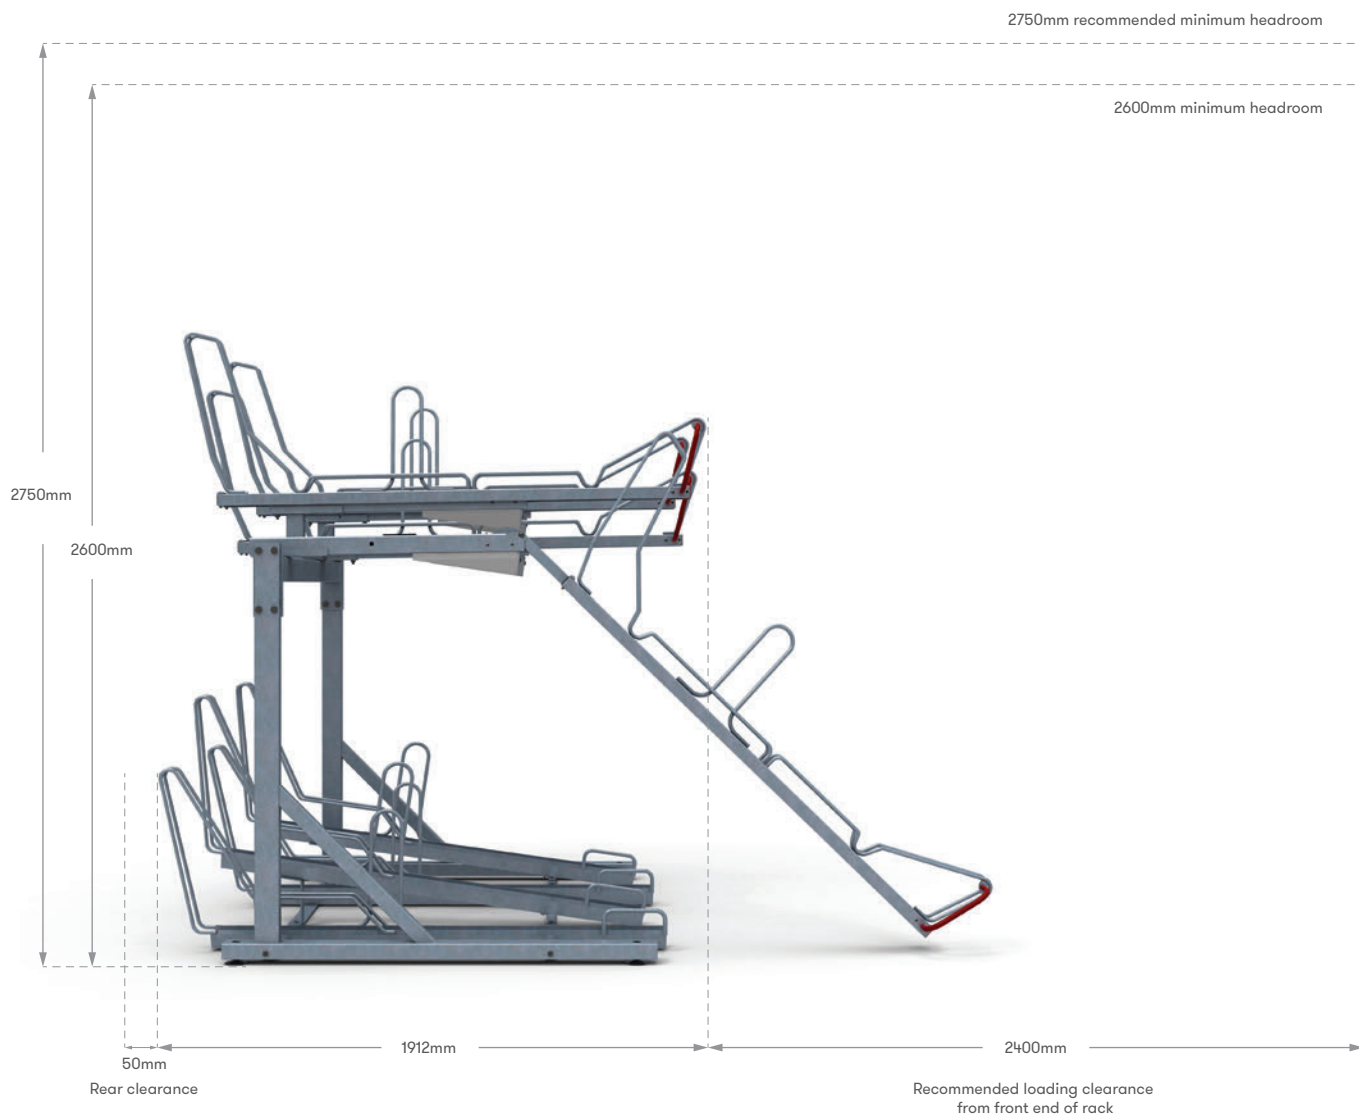 2750mm recommended minimum headroom
2600mm minimum headroom
2750mm
2600mm
1912mm
2400mm
50mm
Rear clearance
Recommended loading clearance
from front end of rack